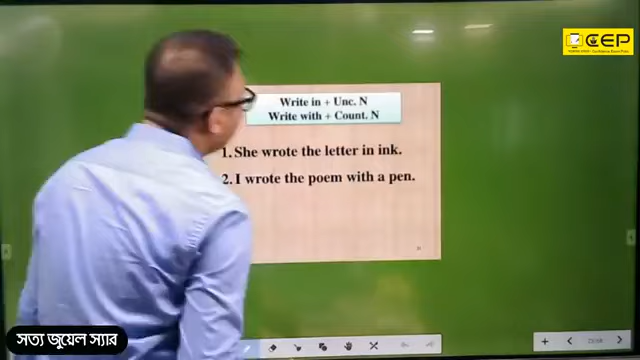 CEP
Write in + Unc. N
Write with + Count. N
1. She wrote the letter in ink.
2. I wrote the poem with a pen.
সত্য জুয়েল স্যার